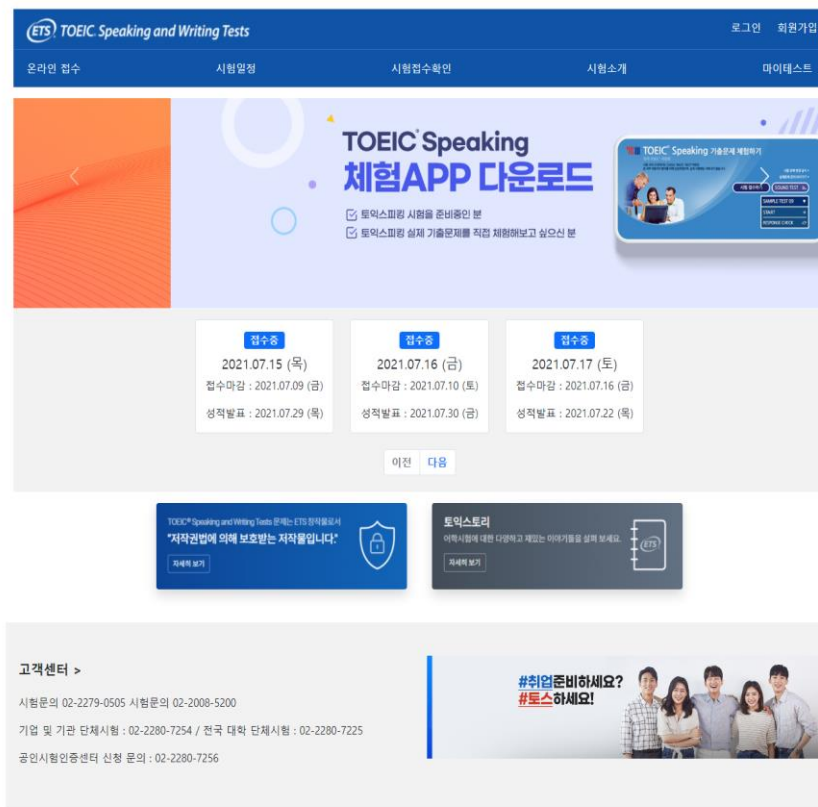 ETS TOEIC Speaking and Writing Tests
로그인 회원가입
온라인 접수 시험일정 시험접수확인 시험소개 마이테스트
TOEIC® Speaking
체험APP 다운로드
토익스피킹 시험을 준비중인 분
토익스피킹 실제 기출문제를 직접 체험해보고 싶으신 분
TOEIC® Speaking 기출문제 체험하기
SOUND TEST
SAMPLE TEST
START
RESPONSE CHECK
접수중
2021.07.15 (목)
접수마감 : 2021.07.09 (금)
성적발표 : 2021.07.29 (목)
접수중
2021.07.16 (금)
접수마감 : 2021.07.10 (토)
성적발표 : 2021.07.30 (금)
접수중
2021.07.17 (토)
접수마감 : 2021.07.16 (금)
성적발표 : 2021.07.22 (목)
이전 다음
TOEIC® Speaking and Writing Tests 문제는 ETS 창작물로서
"저작권법에 의해 보호받는 저작물입니다."
자세히 보기
토익스토리
어학시험에 대한 다양하고 재밌는 이야기들을 살펴 보세요.
자세히 보기
ETS
고객센터 >
시험문의 02-2279-0505 시험문의 02-2008-5200
기업 및 기관 단체시험 : 02-2280-7254 / 전국 대학 단체시험 : 02-2280-7225
공인시험인증센터 신청 문의 : 02-2280-7256
#취업준비하세요?
#토스하세요!